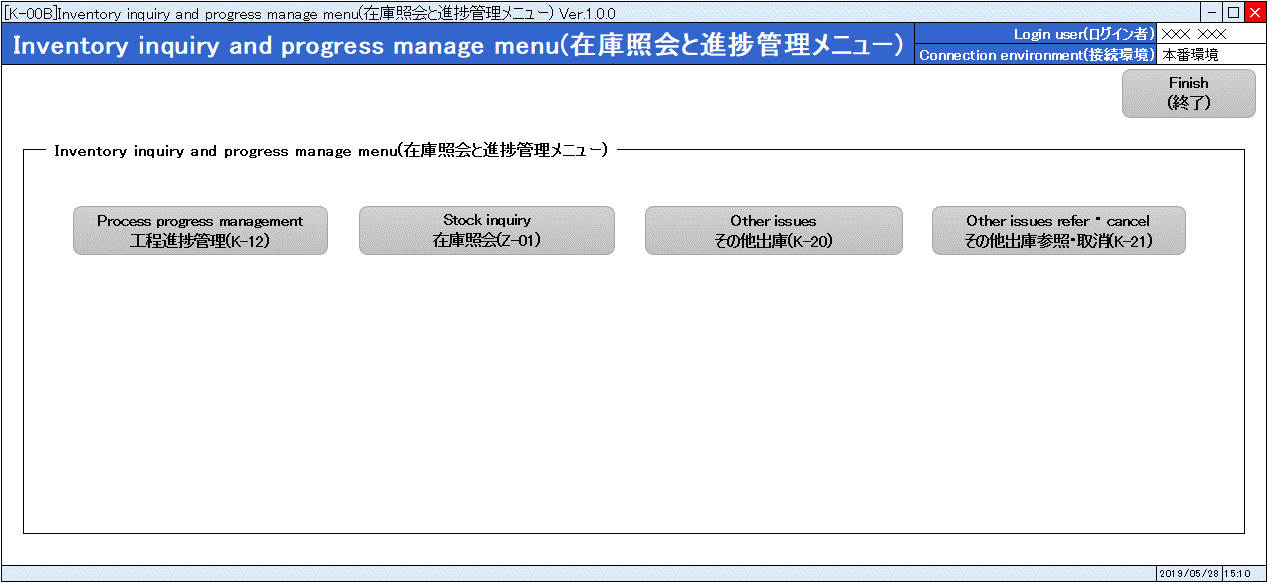 [K-00B]Inventory inquiry and progress manage menu(在庫照会と進捗管理メニュー) Ver.1.0.0
Inventory inquiry and progress manage menu(在庫照会と進捗管理メニュー)
Login user(ログイン者) XXX XXX
Connection environment(接続環境) 本番環境
Finish
(終了)
Inventory inquiry and progress manage menu(在庫照会と進捗管理メニュー)
Process progress management
工程進捗管理(K-12)
Stock inquiry
在庫照会(Z-01)
Other issues
その他出庫(K-20)
Other issues refer・cancel
その他出庫参照・取消(K-21)
2019/05/28 15:10